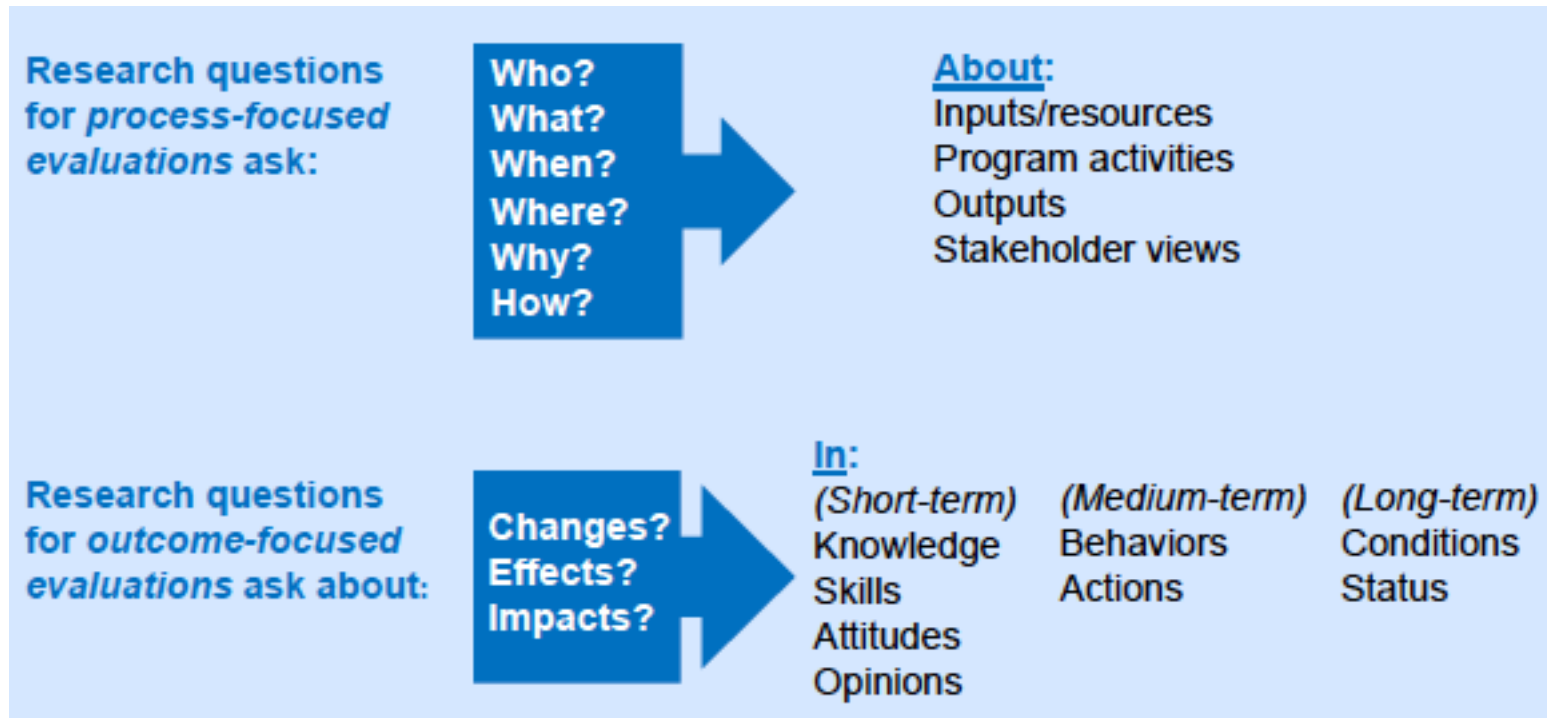 Research questions
for process-focused
evaluations ask:
Who?
What?
When?
Where?
Why?
How?
About:
Inputs/resources
Program activities
Outputs
Stakeholder views
Research questions
for outcome-focused
evaluations ask about:
Changes?
Effects?
Impacts?
In:
(Short-term)
Knowledge
Skills
Attitudes
Opinions
(Medium-term)
Behaviors
Actions
(Long-term)
Conditions
Status